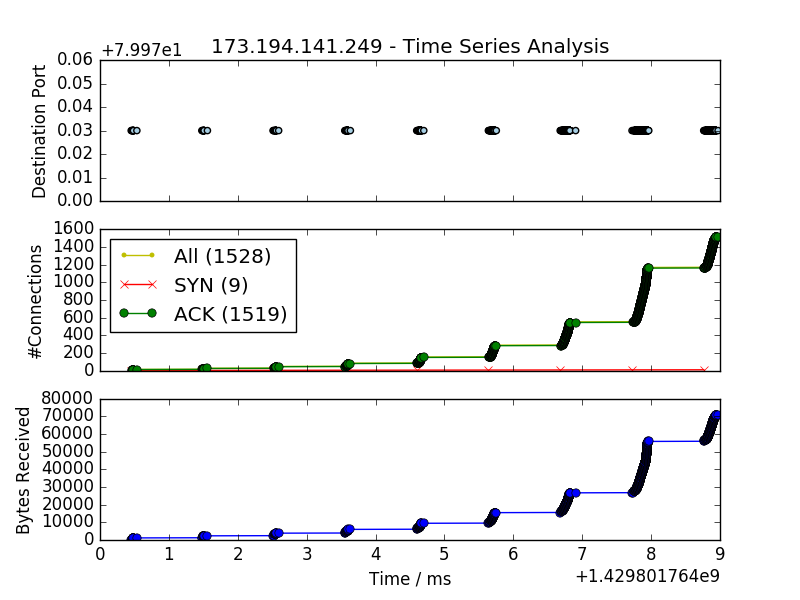 173.194.141.249 - Time Series Analysis
+7.997e1
0.06
0.05
0.04
0.03
0.02
0.01
0.00
Destination Port
1600
1400
1200
1000
800
600
400
200
0
#Connections
All (1528)
SYN (9)
ACK (1519)
80000
70000
60000
50000
40000
30000
20000
10000
0
Bytes Received
0 1 2 3 4 5 6 7 8 9
Time / ms
+1.429801764e9